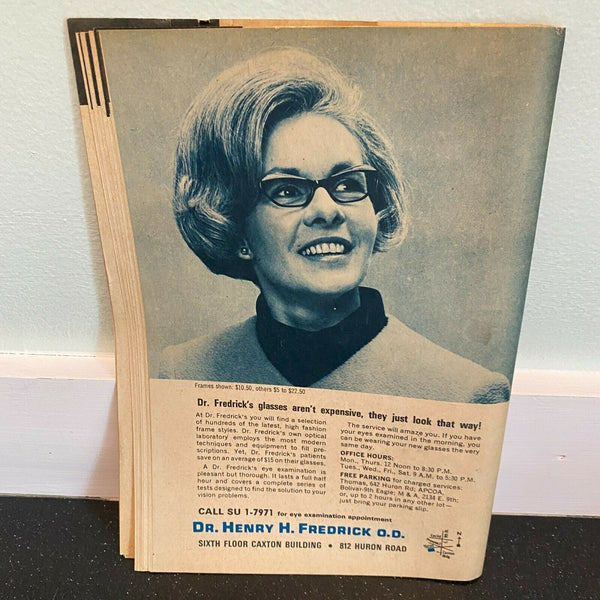 Frames shown: $10.50, others $5 to $22.50
Dr. Fredrick's glasses aren't expensive, they just look that way!
At Dr. Fredrick's you will find a selection
of hundreds of the latest, high fashion
frame styles. Dr. Fredrick's own optical
laboratory employs the most modern
techniques and equipment to fill pre-
scriptions. Yet, Dr. Fredrick's patients
save on an average of $15 on their glasses.
A Dr. Fredrick's eye examination is
pleasant but thorough. It lasts a full half
hour and covers a complete series of
tests designed to find the solution to your
vision problems.
The service will amaze you. If you have
your eyes examined in the morning, you
can be wearing your new glasses the very
same day.
OFFICE HOURS:
Mon., Thurs. 12 Noon to 8:30 P.M.
Tues., Wed., Fri., Sat. 9 A.M. to 5:30 P.M.
FREE PARKING for charged services:
Thomas, 642 Huron Rd; APCOA,
Bolivar-9th Eagle; M & A, 2134 E. 9th;
or, up to 2 hours in any other lot—
just bring your parking slip.
CALL SU 1-7971 for eye examination appointment
DR. HENRY H. FREDRICK O.D.
SIXTH FLOOR CAXTON BUILDING • 812 HURON ROAD